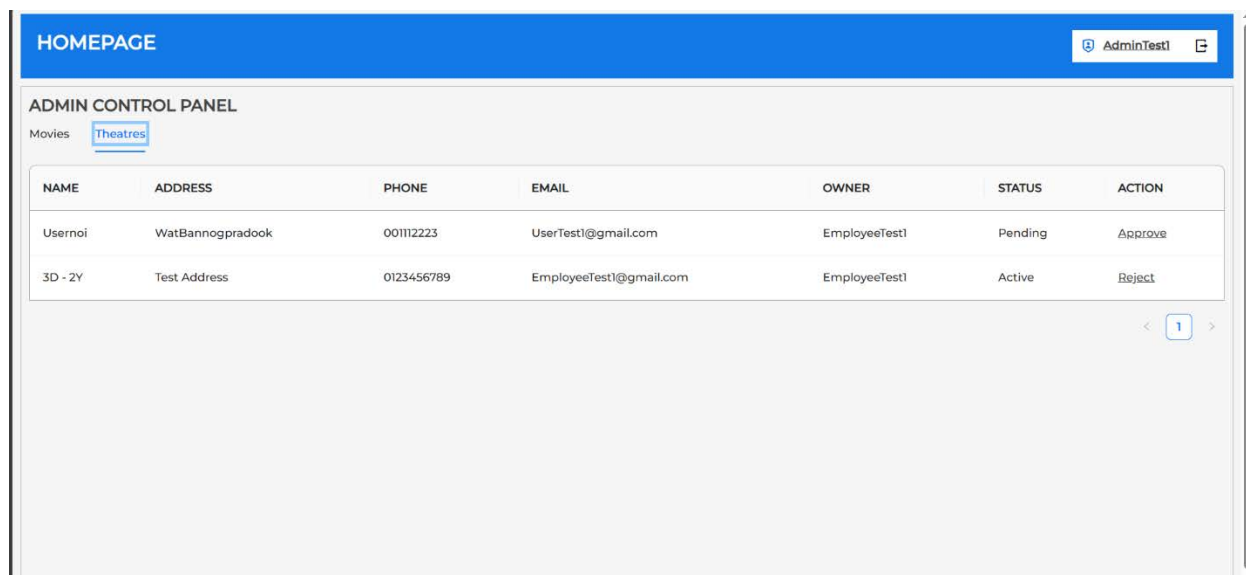 HOMEPAGE
AdminTest1
ADMIN CONTROL PANEL
Movies Theatres
NAME ADDRESS PHONE EMAIL OWNER STATUS ACTION
Usernoi WatBannogpradook 001112223 UserTest1@gmail.com EmployeeTest1 Pending Approve
3D - 2Y Test Address 0123456789 EmployeeTest1@gmail.com EmployeeTest1 Active Reject
< 1 >